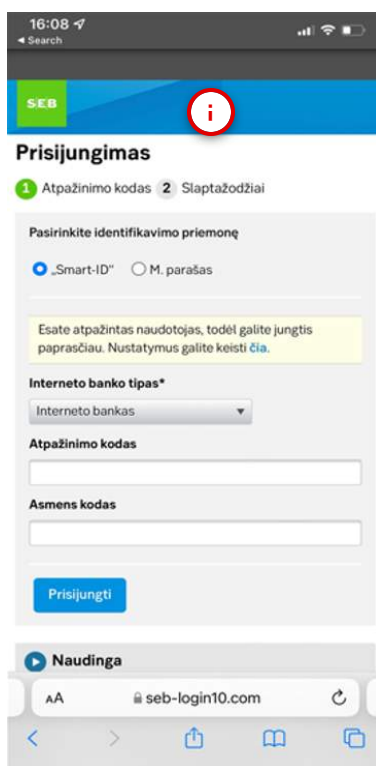 16:08
◄ Search
SEB
i
Prisijungimas
1 Atpažinimo kodas 2 Slaptažodžiai
Pasirinkite identifikavimo priemonę
„Smart-ID" M. parašas
Esate atpažintas naudotojas, todėl galite jungtis
paprasčiau. Nustatymus galite keisti čia.
Interneto banko tipas*
Interneto bankas
Atpažinimo kodas
Asmens kodas
Prisijungti
Naudinga
AA seb-login10.com